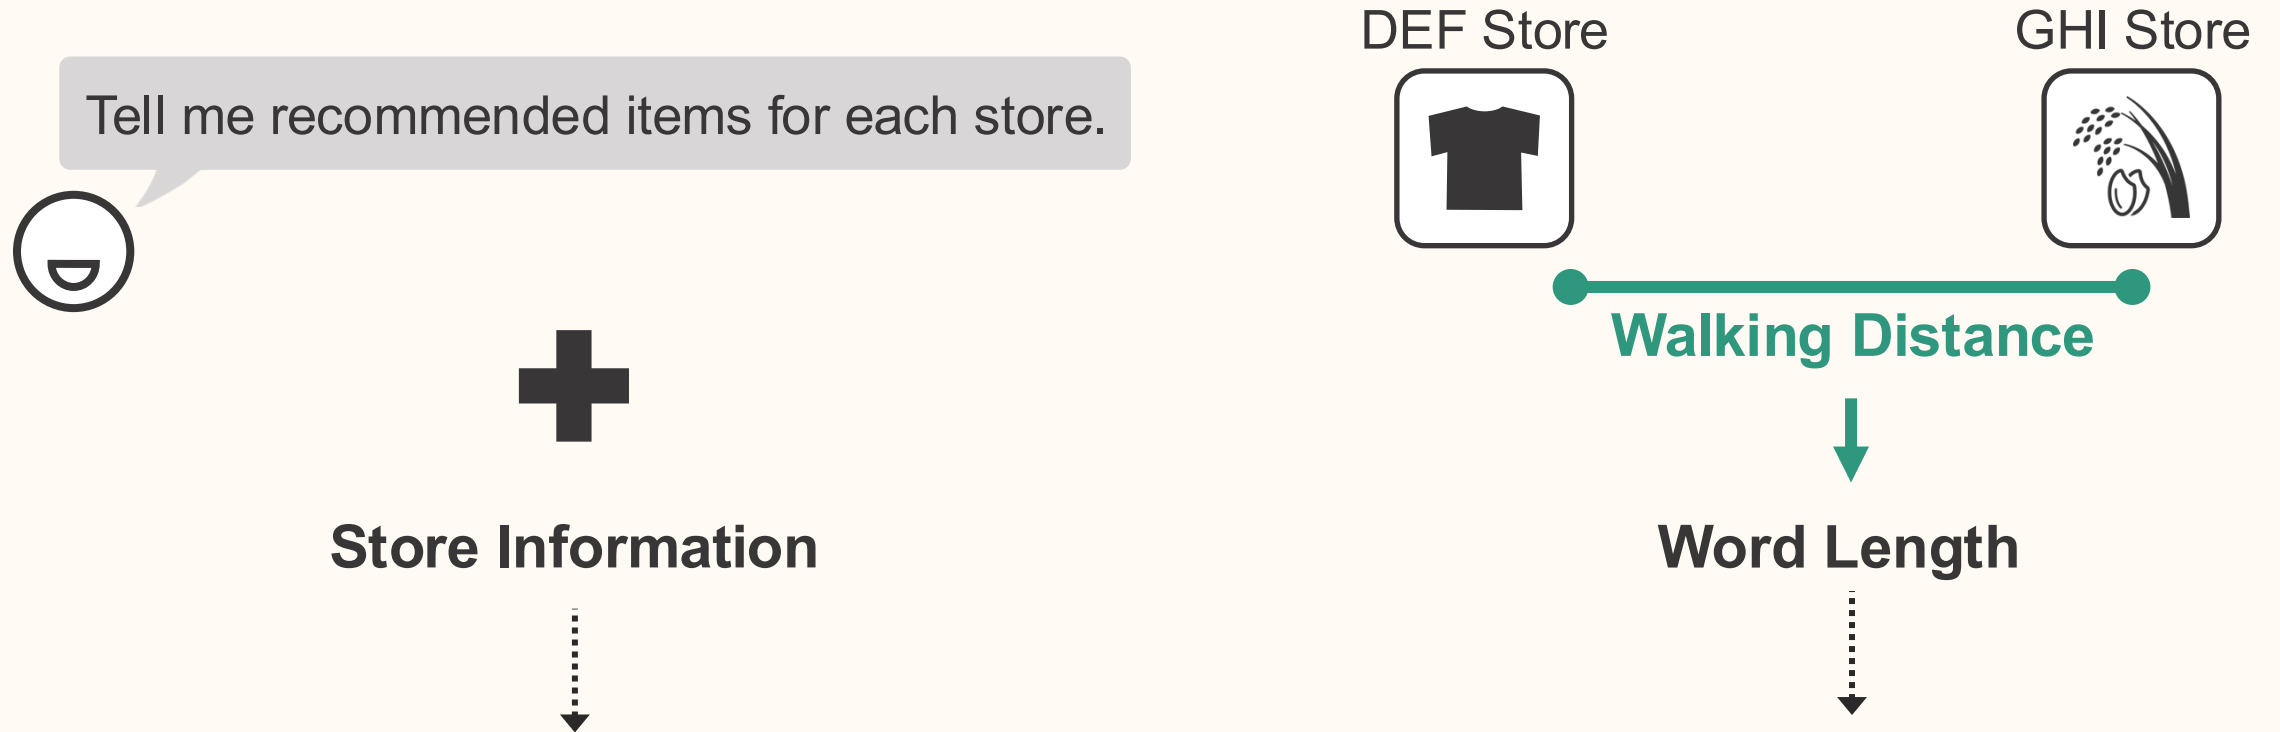 Tell me recommended items for each store.
Store Information
DEF Store
GHI Store
Walking Distance
Word Length